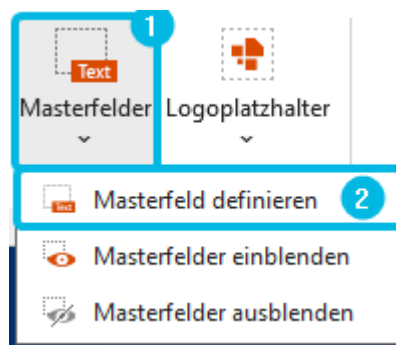 1
Text
Masterfelder Logoplatzhalter
Masterfeld definieren 2
Text
Masterfelder einblenden
Masterfelder ausblenden